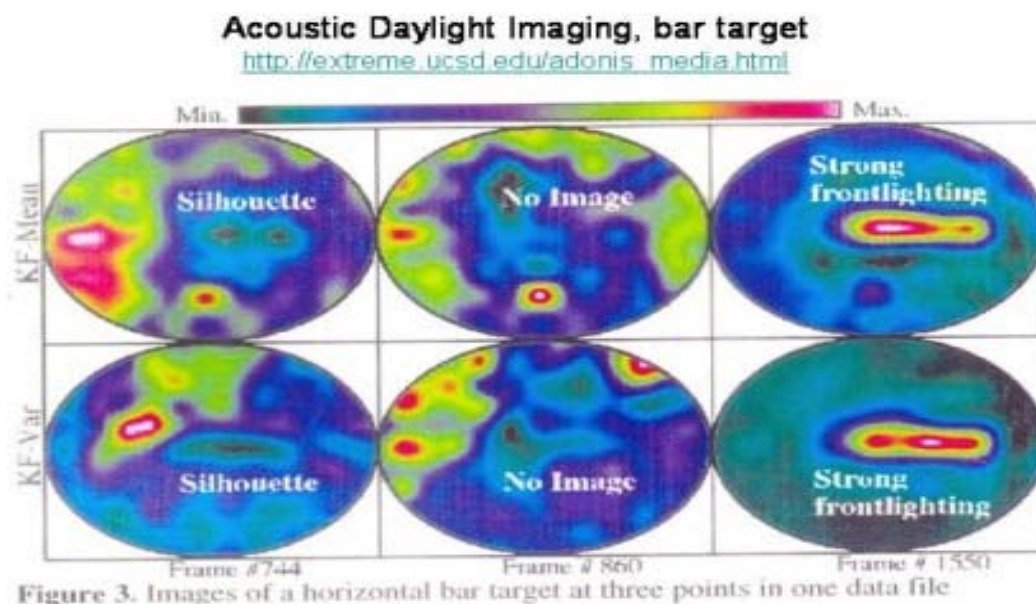 Acoustic Daylight Imaging, bar target
http://extreme.ucsd.edu/adonis_media.html
Min. Max.
KF-Mean
Silhouette
No Image
Strong
frontlighting
KF-Var
Silhouette
No Image
Strong
frontlighting
Frame #744 Frame # 860 Frame # 1550
Figure 3. Images of a horizontal bar target at three points in one data file